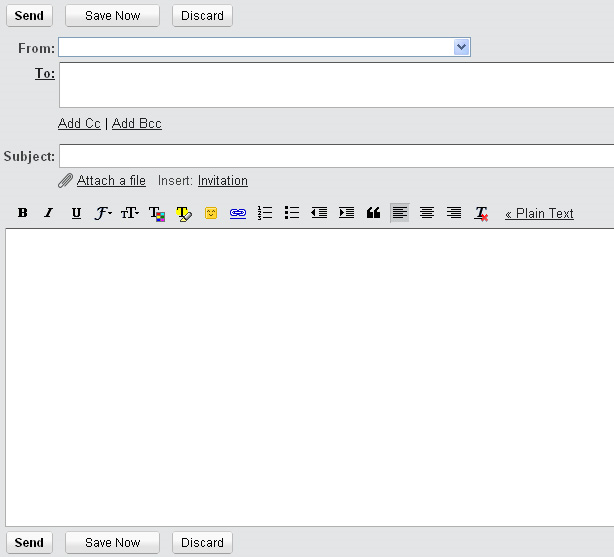 Send Save Now Discard
From:
To:
Add Cc | Add Bcc
Subject:
Attach a file Insert: Invitation
B I U F T T T T « Plain Text
Send Save Now Discard